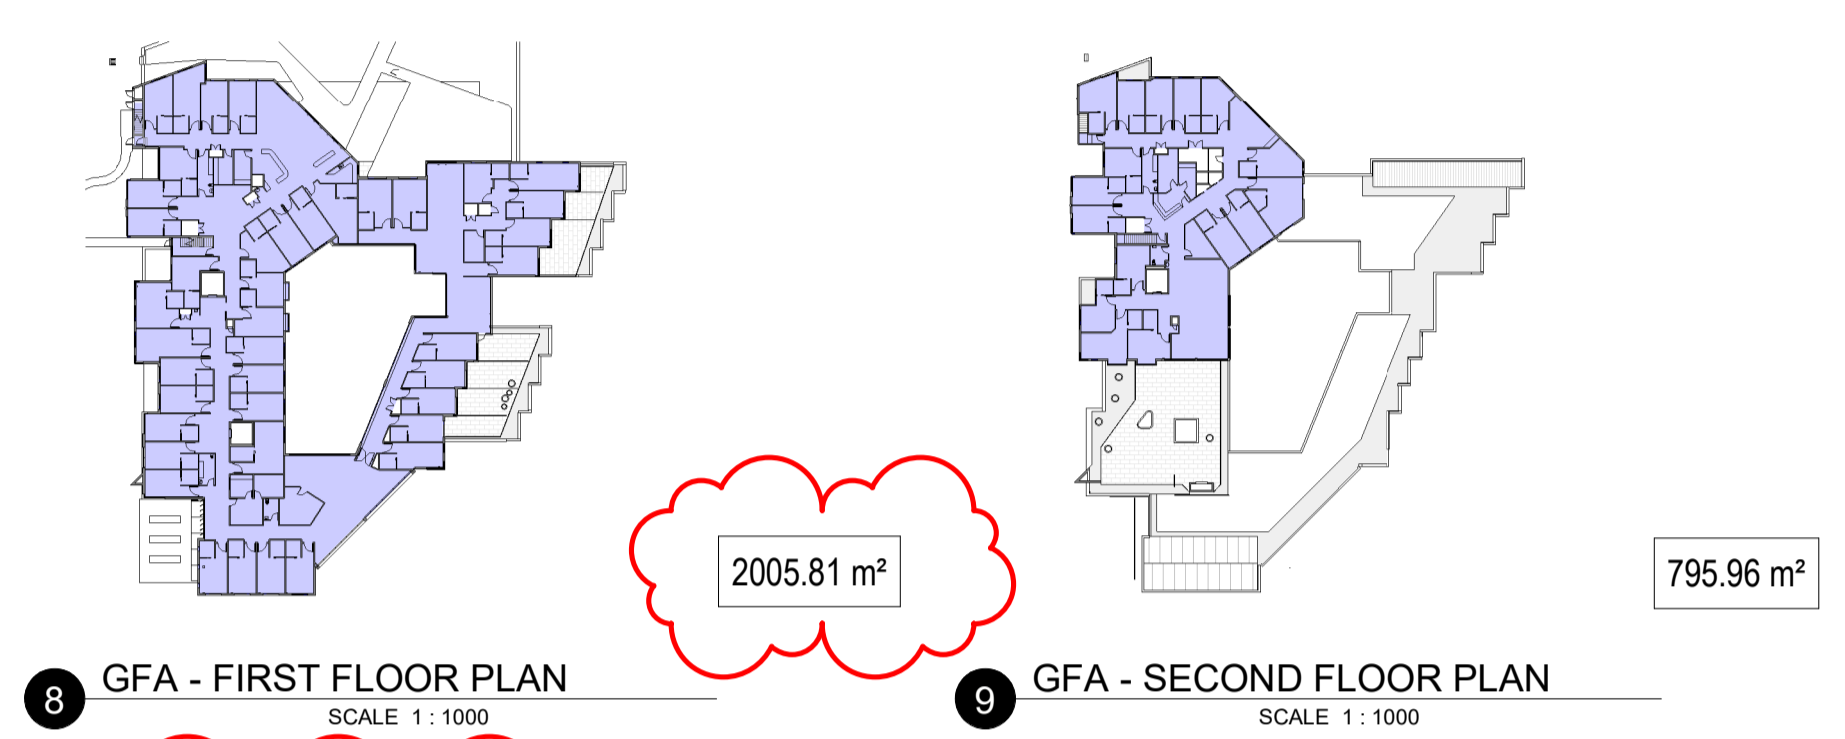 2005.81 m²
795.96 m²
8 GFA - FIRST FLOOR PLAN
SCALE 1 : 1000
9 GFA - SECOND FLOOR PLAN
SCALE 1 : 1000